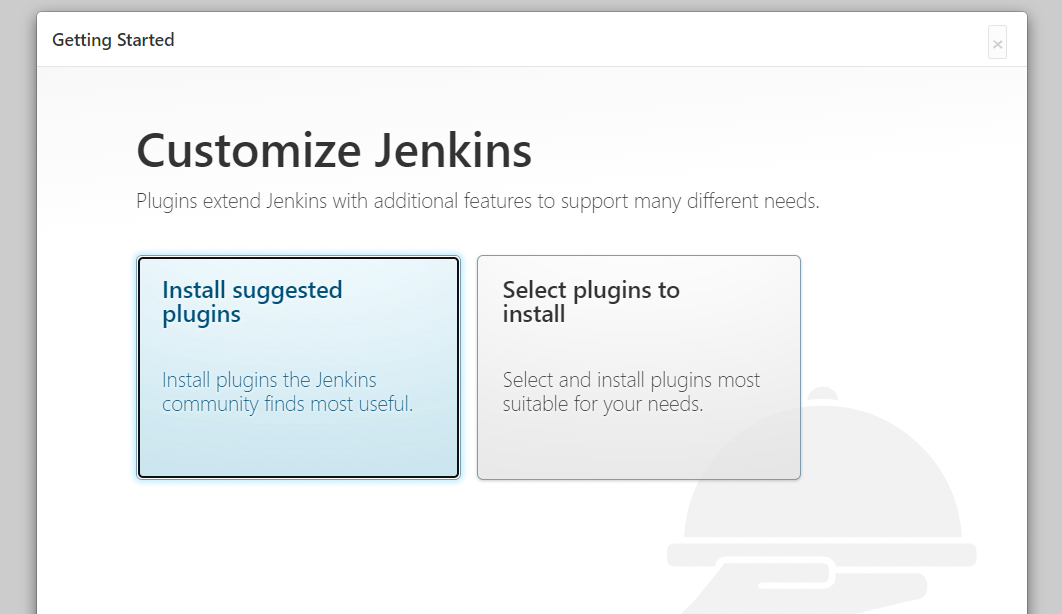 Getting Started
×
Customize Jenkins
Plugins extend Jenkins with additional features to support many different needs.
Install suggested
plugins
Install plugins the Jenkins
community finds most useful.
Select plugins to
install
Select and install plugins most
suitable for your needs.